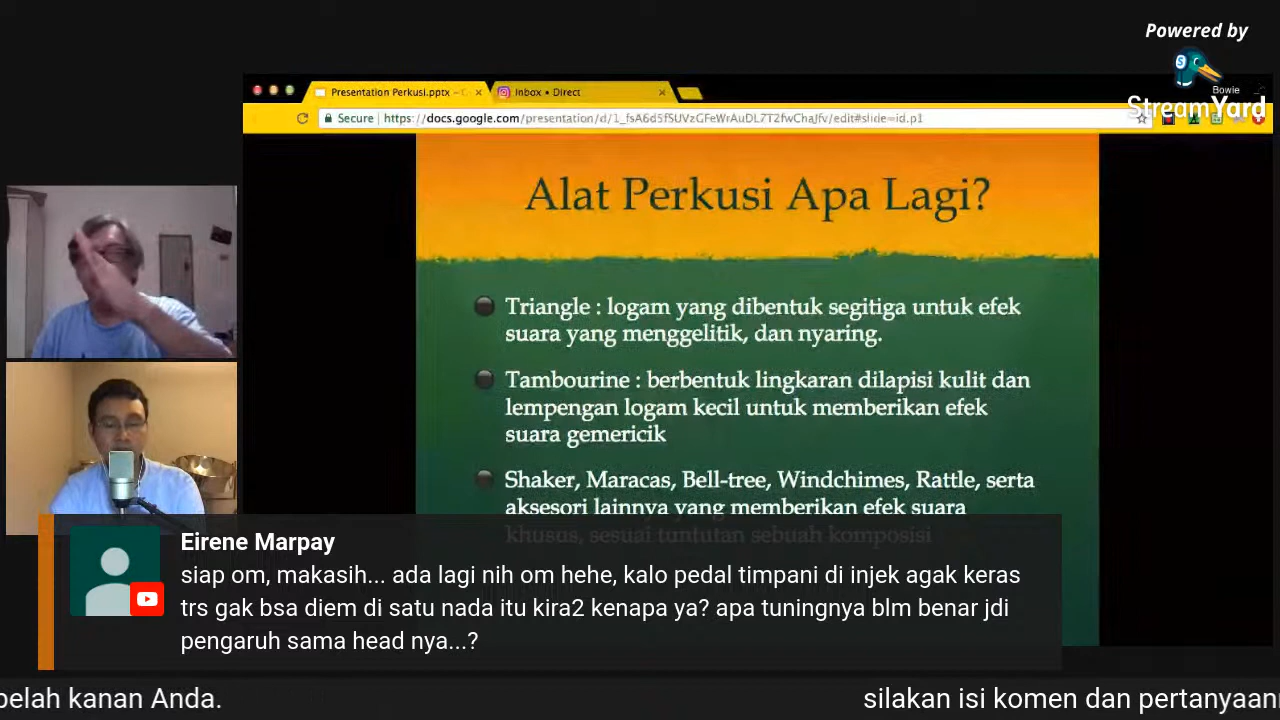 Powered by
Bowie
StreamYard
Presentation Perkusi.pptx – G
Inbox • Direct
Secure | https://docs.google.com/presentation/d/1_fsA6d5fSUVzGFeWrAuDL7T2fwChaJfv/edit#slide=id.p1
Alat Perkusi Apa Lagi?
Triangle : logam yang dibentuk segitiga untuk efek
suara yang menggelitik, dan nyaring.
Tambourine : berbentuk lingkaran dilapisi kulit dan
lempengan logam kecil untuk memberikan efek
suara gemericik
Shaker, Maracas, Bell-tree, Windchimes, Rattle, serta
aksesori lainnya yang memberikan efek suara
khusus, sesuai tuntutan sebuah komposisi
Eirene Marpay
siap om, makasih... ada lagi nih om hehe, kalo pedal timpani di injek agak keras
trs gak bsa diem di satu nada itu kira2 kenapa ya? apa tuningnya blm benar jdi
pengaruh sama head nya...?
belah kanan Anda.
silakan isi komen dan pertanyaan